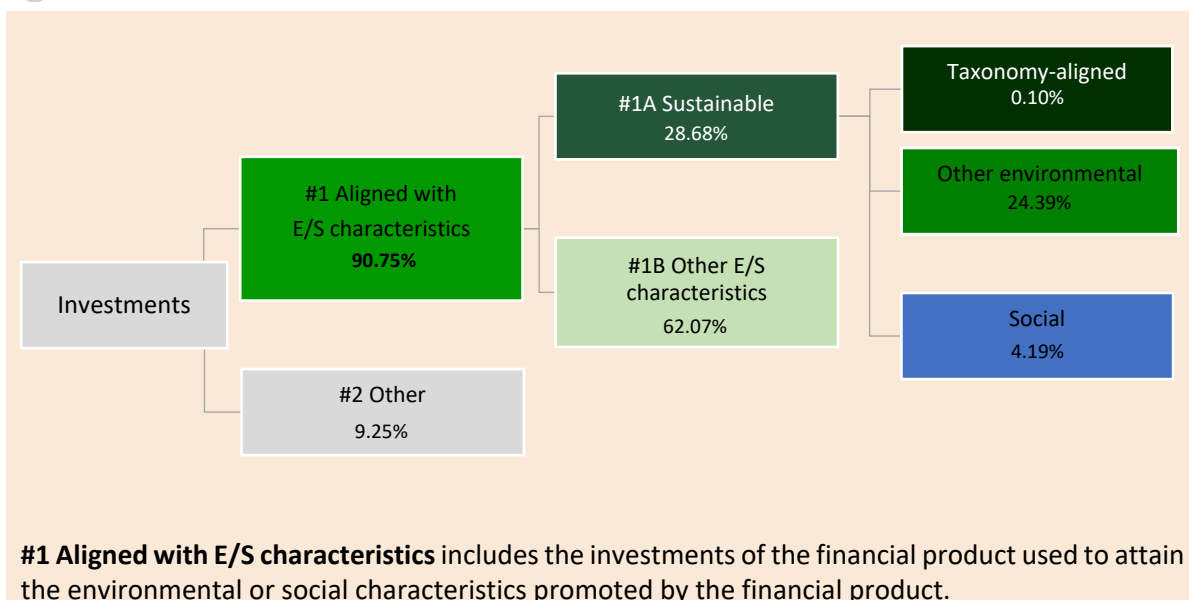 Investments
#1 Aligned with
E/S characteristics
90.75%
#2 Other
9.25%
#1A Sustainable
28.68%
#1B Other E/S
characteristics
62.07%
Taxonomy-aligned
0.10%
Other environmental
24.39%
Social
4.19%
#1 Aligned with E/S characteristics includes the investments of the financial product used to attain
the environmental or social characteristics promoted by the financial product.